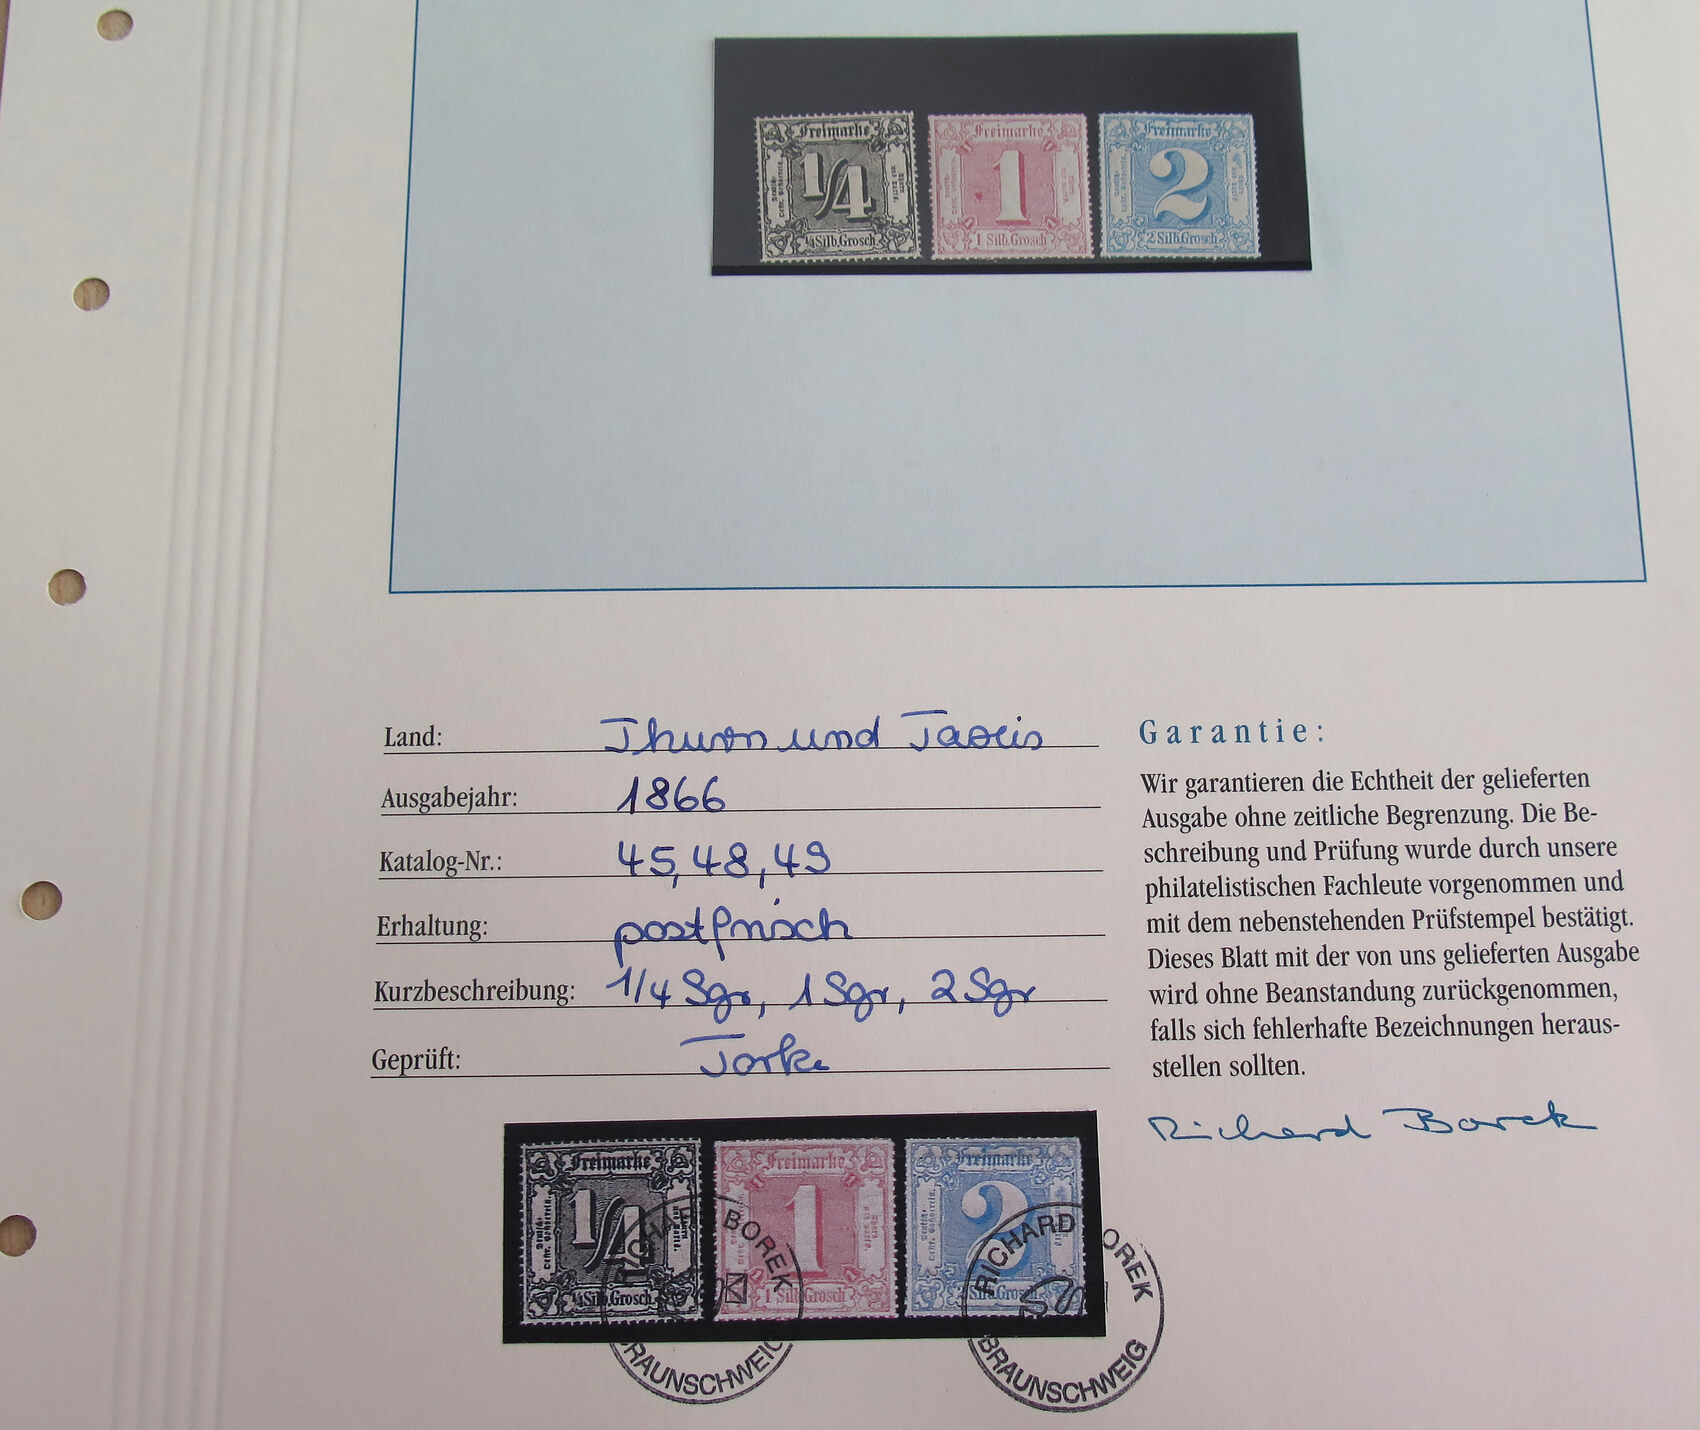 Freimarke Freimarke Freimarke
1/4 1 2
1/4 Silb.Grosch 1 Silb.Grosch 2 Silb.Grosch
Land: Thurn und Taxis
Ausgabejahr: 1866
Katalog-Nr.: 45, 48, 49
Erhaltung: postfrisch
Kurzbeschreibung: 1/4 Sgr, 1 Sgr, 2 Sgr
Geprüft:
Garantie:
Wir garantieren die Echtheit der gelieferten
Ausgabe ohne zeitliche Begrenzung. Die Be-
schreibung und Prüfung wurde durch unsere
philatelistischen Fachleute vorgenommen und
mit dem nebenstehenden Prüfstempel bestätigt.
Dieses Blatt mit der von uns gelieferten Ausgabe
wird ohne Beanstandung zurückgenommen,
falls sich fehlerhafte Bezeichnungen heraus-
stellen sollten.
Richard Borek
Freimarke Freimarke Freimarke
1/4 1 2
1/4 Silb.Grosch 1 Silb.Grosch 2 Silb.Grosch
RICHARD BOREK
BRAUNSCHWEIG
RICHARD BOREK
BRAUNSCHWEIG